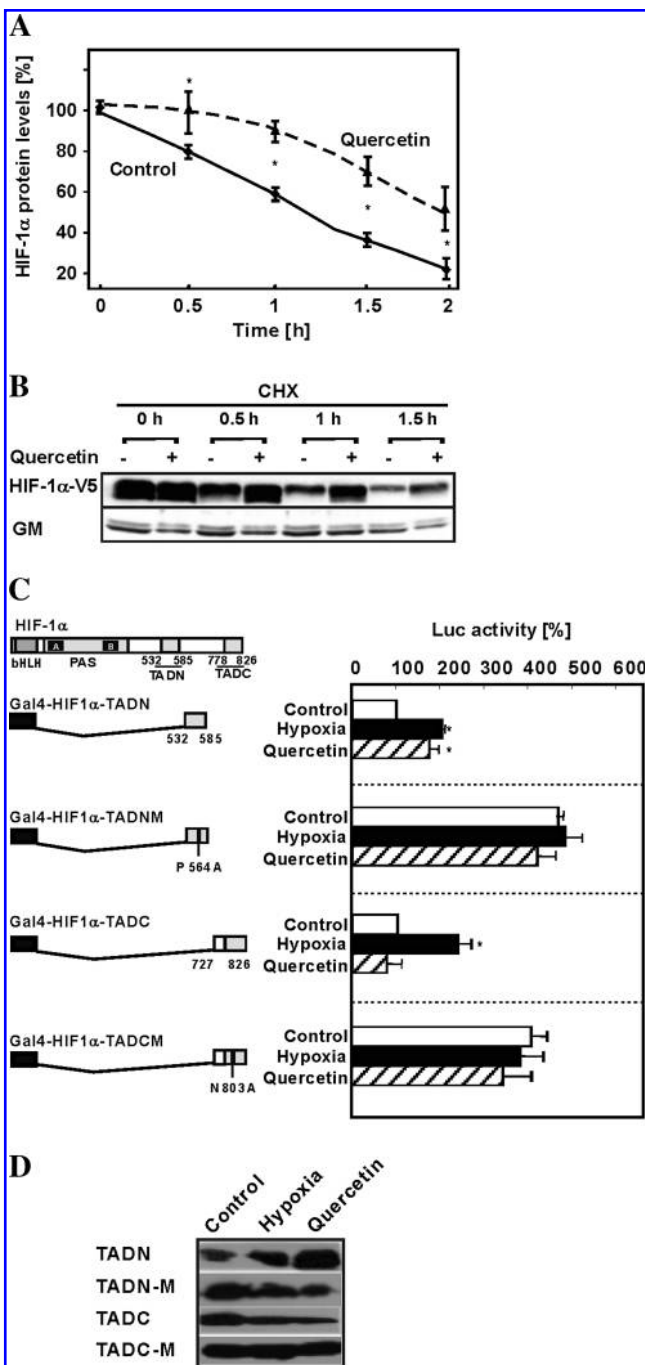 A
HIF-1α protein levels [%]
100
80
60
40
20
*
*
*
*
Control
Quercetin
0 0.5 1 1.5 2
Time [h]
B
CHX
0 h 0.5 h 1 h 1.5 h
Quercetin - + - + - + - +
HIF-1α-V5
GM
C
HIF-1α
A B
bHLH PAS 532 585 778 826
TADN TADC
Luc activity [%]
0 100 200 300 400 500 600
Gal4-HIF1α-TADN
532 585
Control
Hypoxia *
Quercetin *
Gal4-HIF1α-TADNM
P 564 A
Control
Hypoxia
Quercetin
Gal4-HIF1α-TADC
727 826
Control
Hypoxia *
Quercetin
Gal4-HIF1α-TADCM
N 803 A
Control
Hypoxia
Quercetin
D
Control Hypoxia Quercetin
TADN
TADN-M
TADC
TADC-M